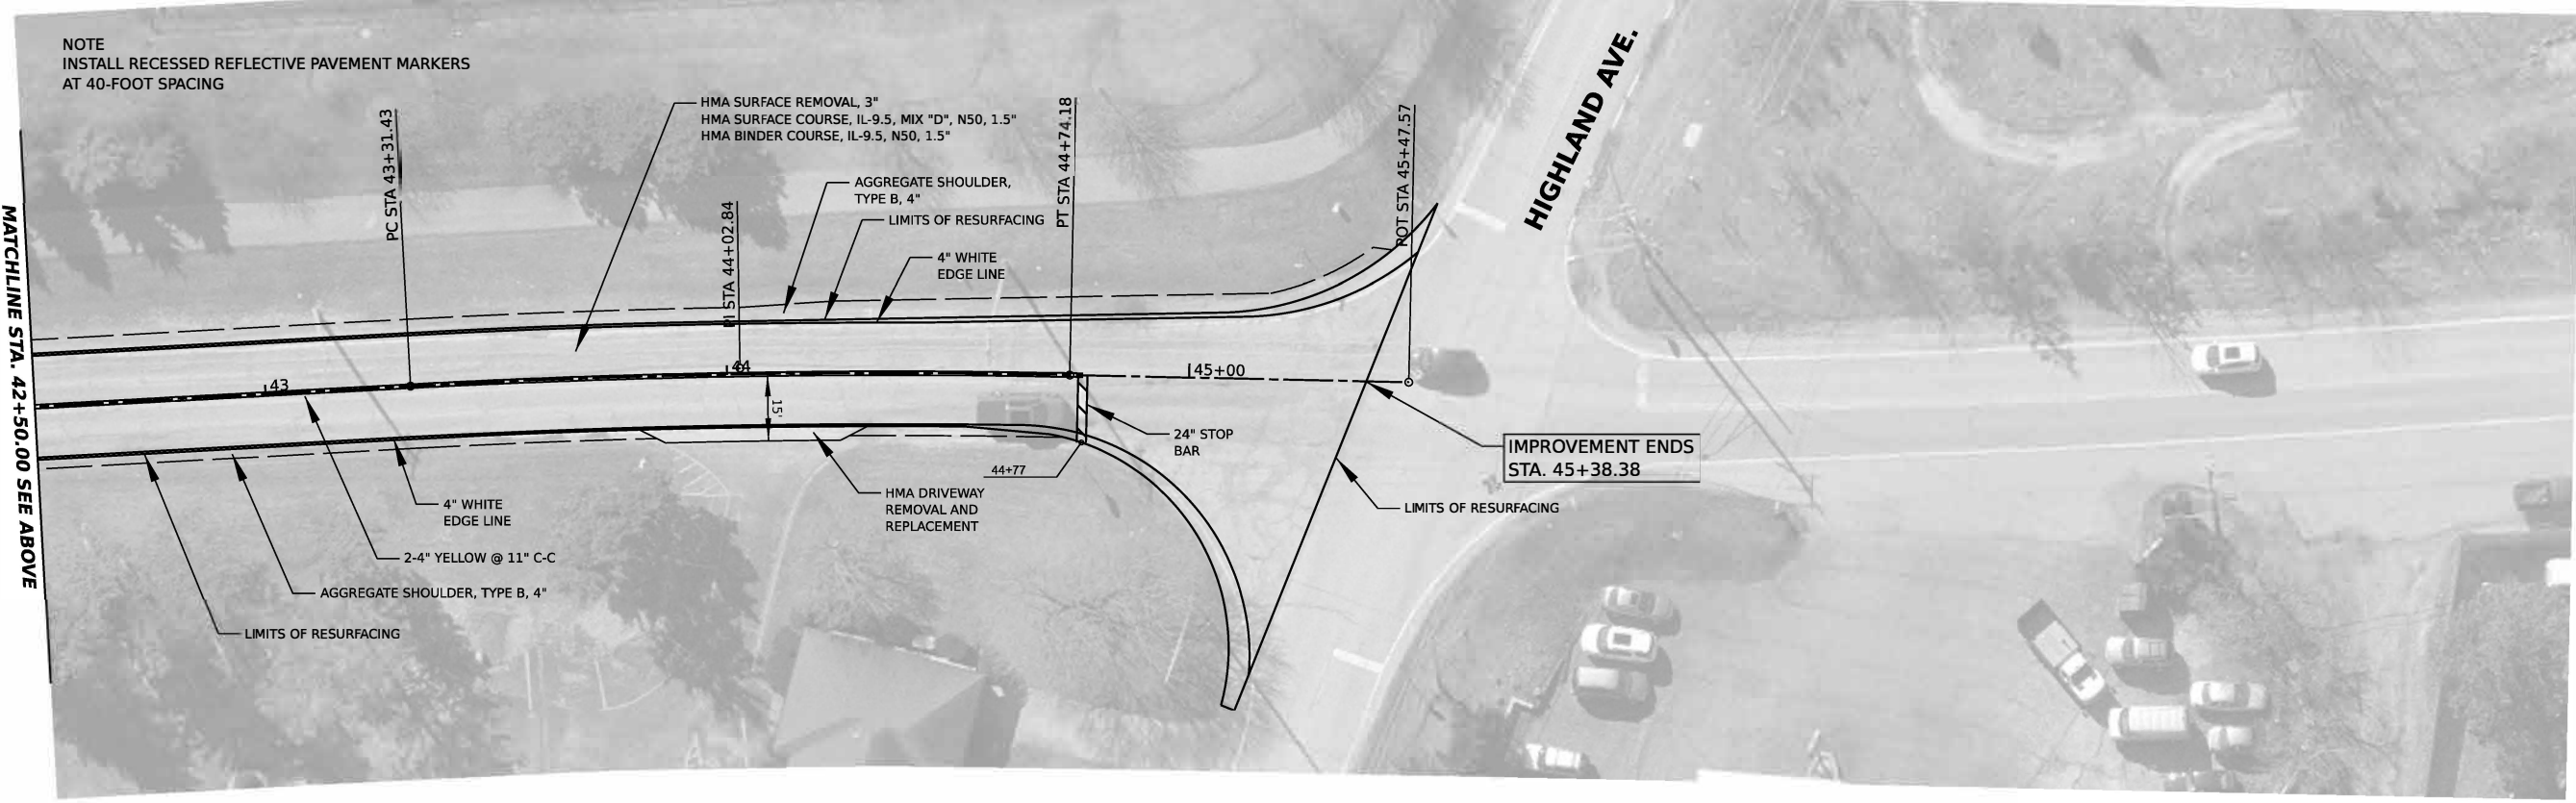 NOTE
INSTALL RECESSED REFLECTIVE PAVEMENT MARKERS
AT 40-FOOT SPACING
MATCHLINE STA. 42+50.00 SEE ABOVE
PC STA 43+31.43
HMA SURFACE REMOVAL, 3"
HMA SURFACE COURSE, IL-9.5, MIX "D", N50, 1.5"
HMA BINDER COURSE, IL-9.5, N50, 1.5"
PI STA 44+02.84
AGGREGATE SHOULDER,
TYPE B, 4"
LIMITS OF RESURFACING
4" WHITE
EDGE LINE
PT STA 44+74.18
POT STA 45+47.57
HIGHLAND AVE.
43
44
45+00
15'
24" STOP
BAR
44+77
IMPROVEMENT ENDS
STA. 45+38.38
LIMITS OF RESURFACING
HMA DRIVEWAY
REMOVAL AND
REPLACEMENT
4" WHITE
EDGE LINE
2-4" YELLOW @ 11" C-C
AGGREGATE SHOULDER, TYPE B, 4"
LIMITS OF RESURFACING